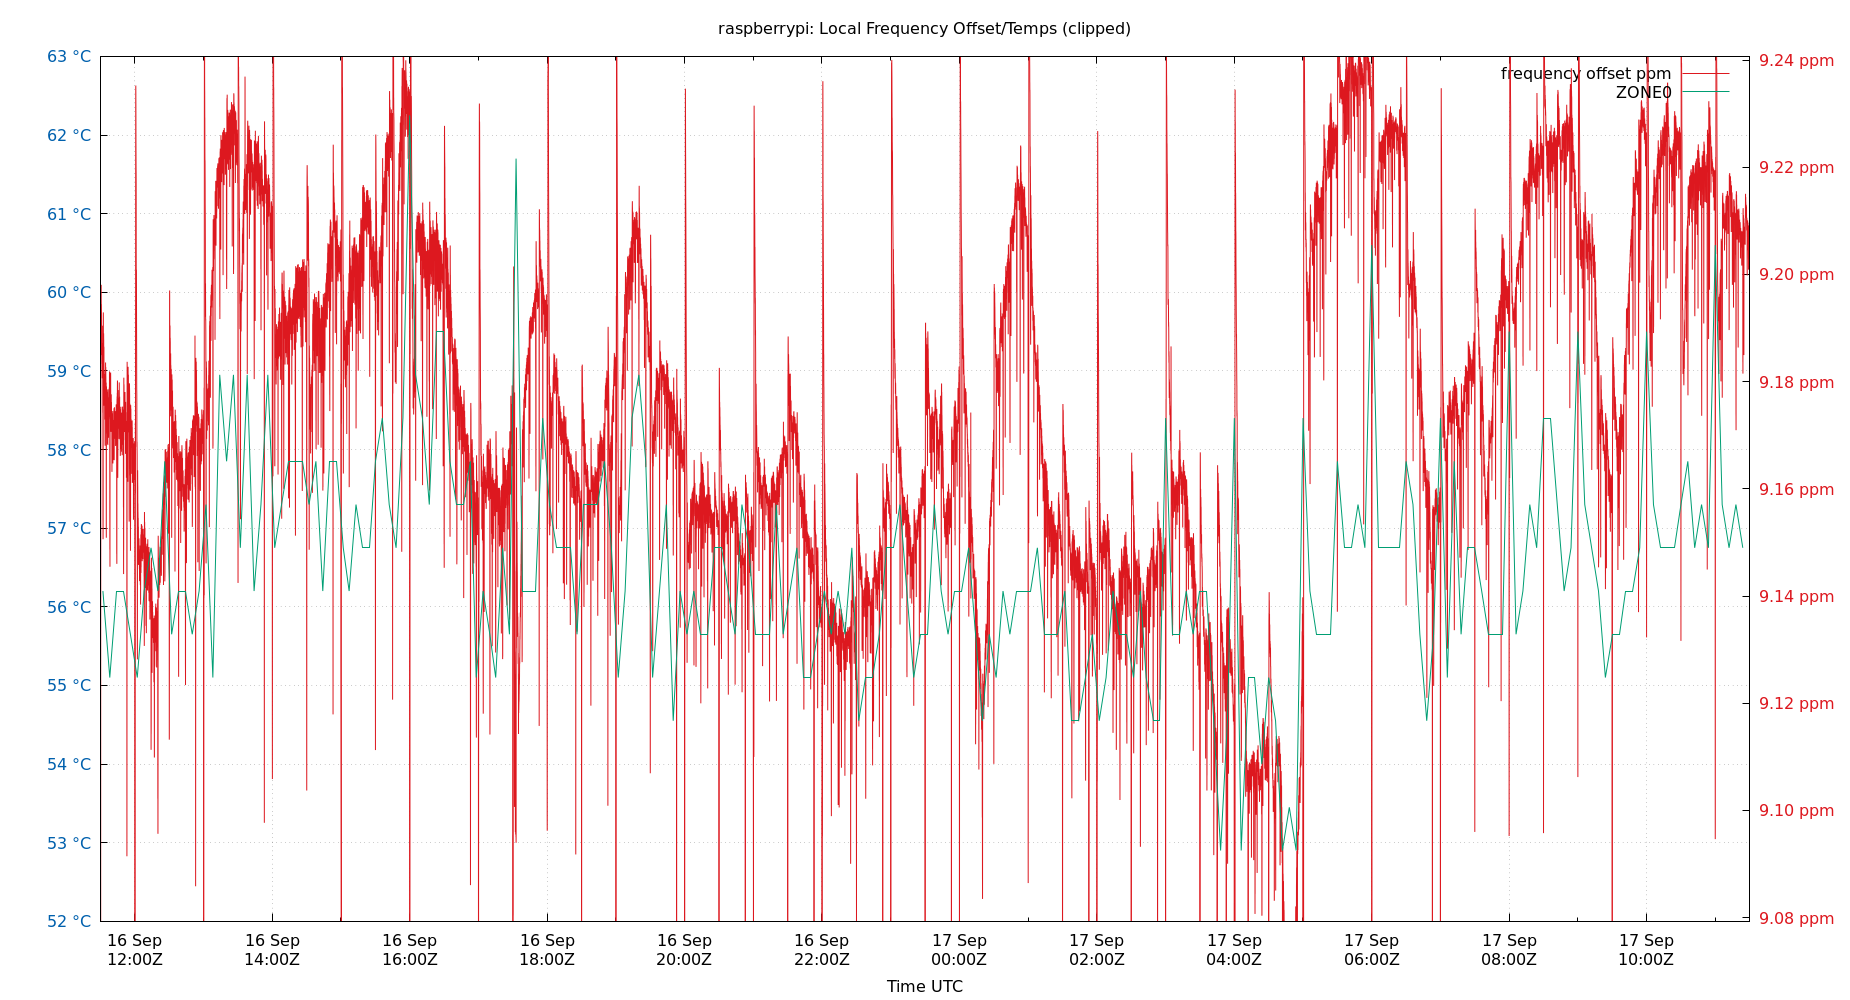 raspberrypi: Local Frequency Offset/Temps (clipped)
63 °C
62 °C
61 °C
60 °C
59 °C
58 °C
57 °C
56 °C
55 °C
54 °C
53 °C
52 °C
9.24 ppm
9.22 ppm
9.20 ppm
9.18 ppm
9.16 ppm
9.14 ppm
9.12 ppm
9.10 ppm
9.08 ppm
frequency offset ppm
ZONE0
16 Sep 16 Sep 16 Sep 16 Sep 16 Sep 16 Sep 17 Sep 17 Sep 17 Sep 17 Sep 17 Sep 17 Sep
12:00Z 14:00Z 16:00Z 18:00Z 20:00Z 22:00Z 00:00Z 02:00Z 04:00Z 06:00Z 08:00Z 10:00Z
Time UTC